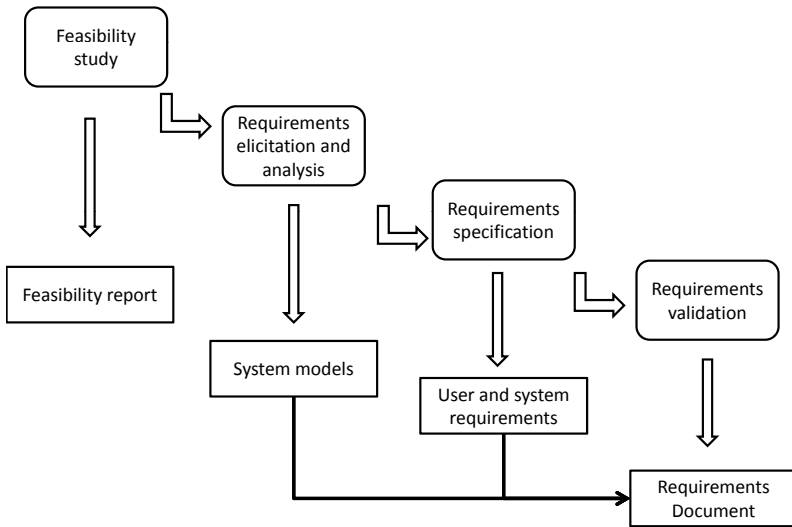 Feasibility
study
Requirements
elicitation and
analysis
Requirements
specification
Requirements
validation
Feasibility report
System models
User and system
requirements
Requirements
Document